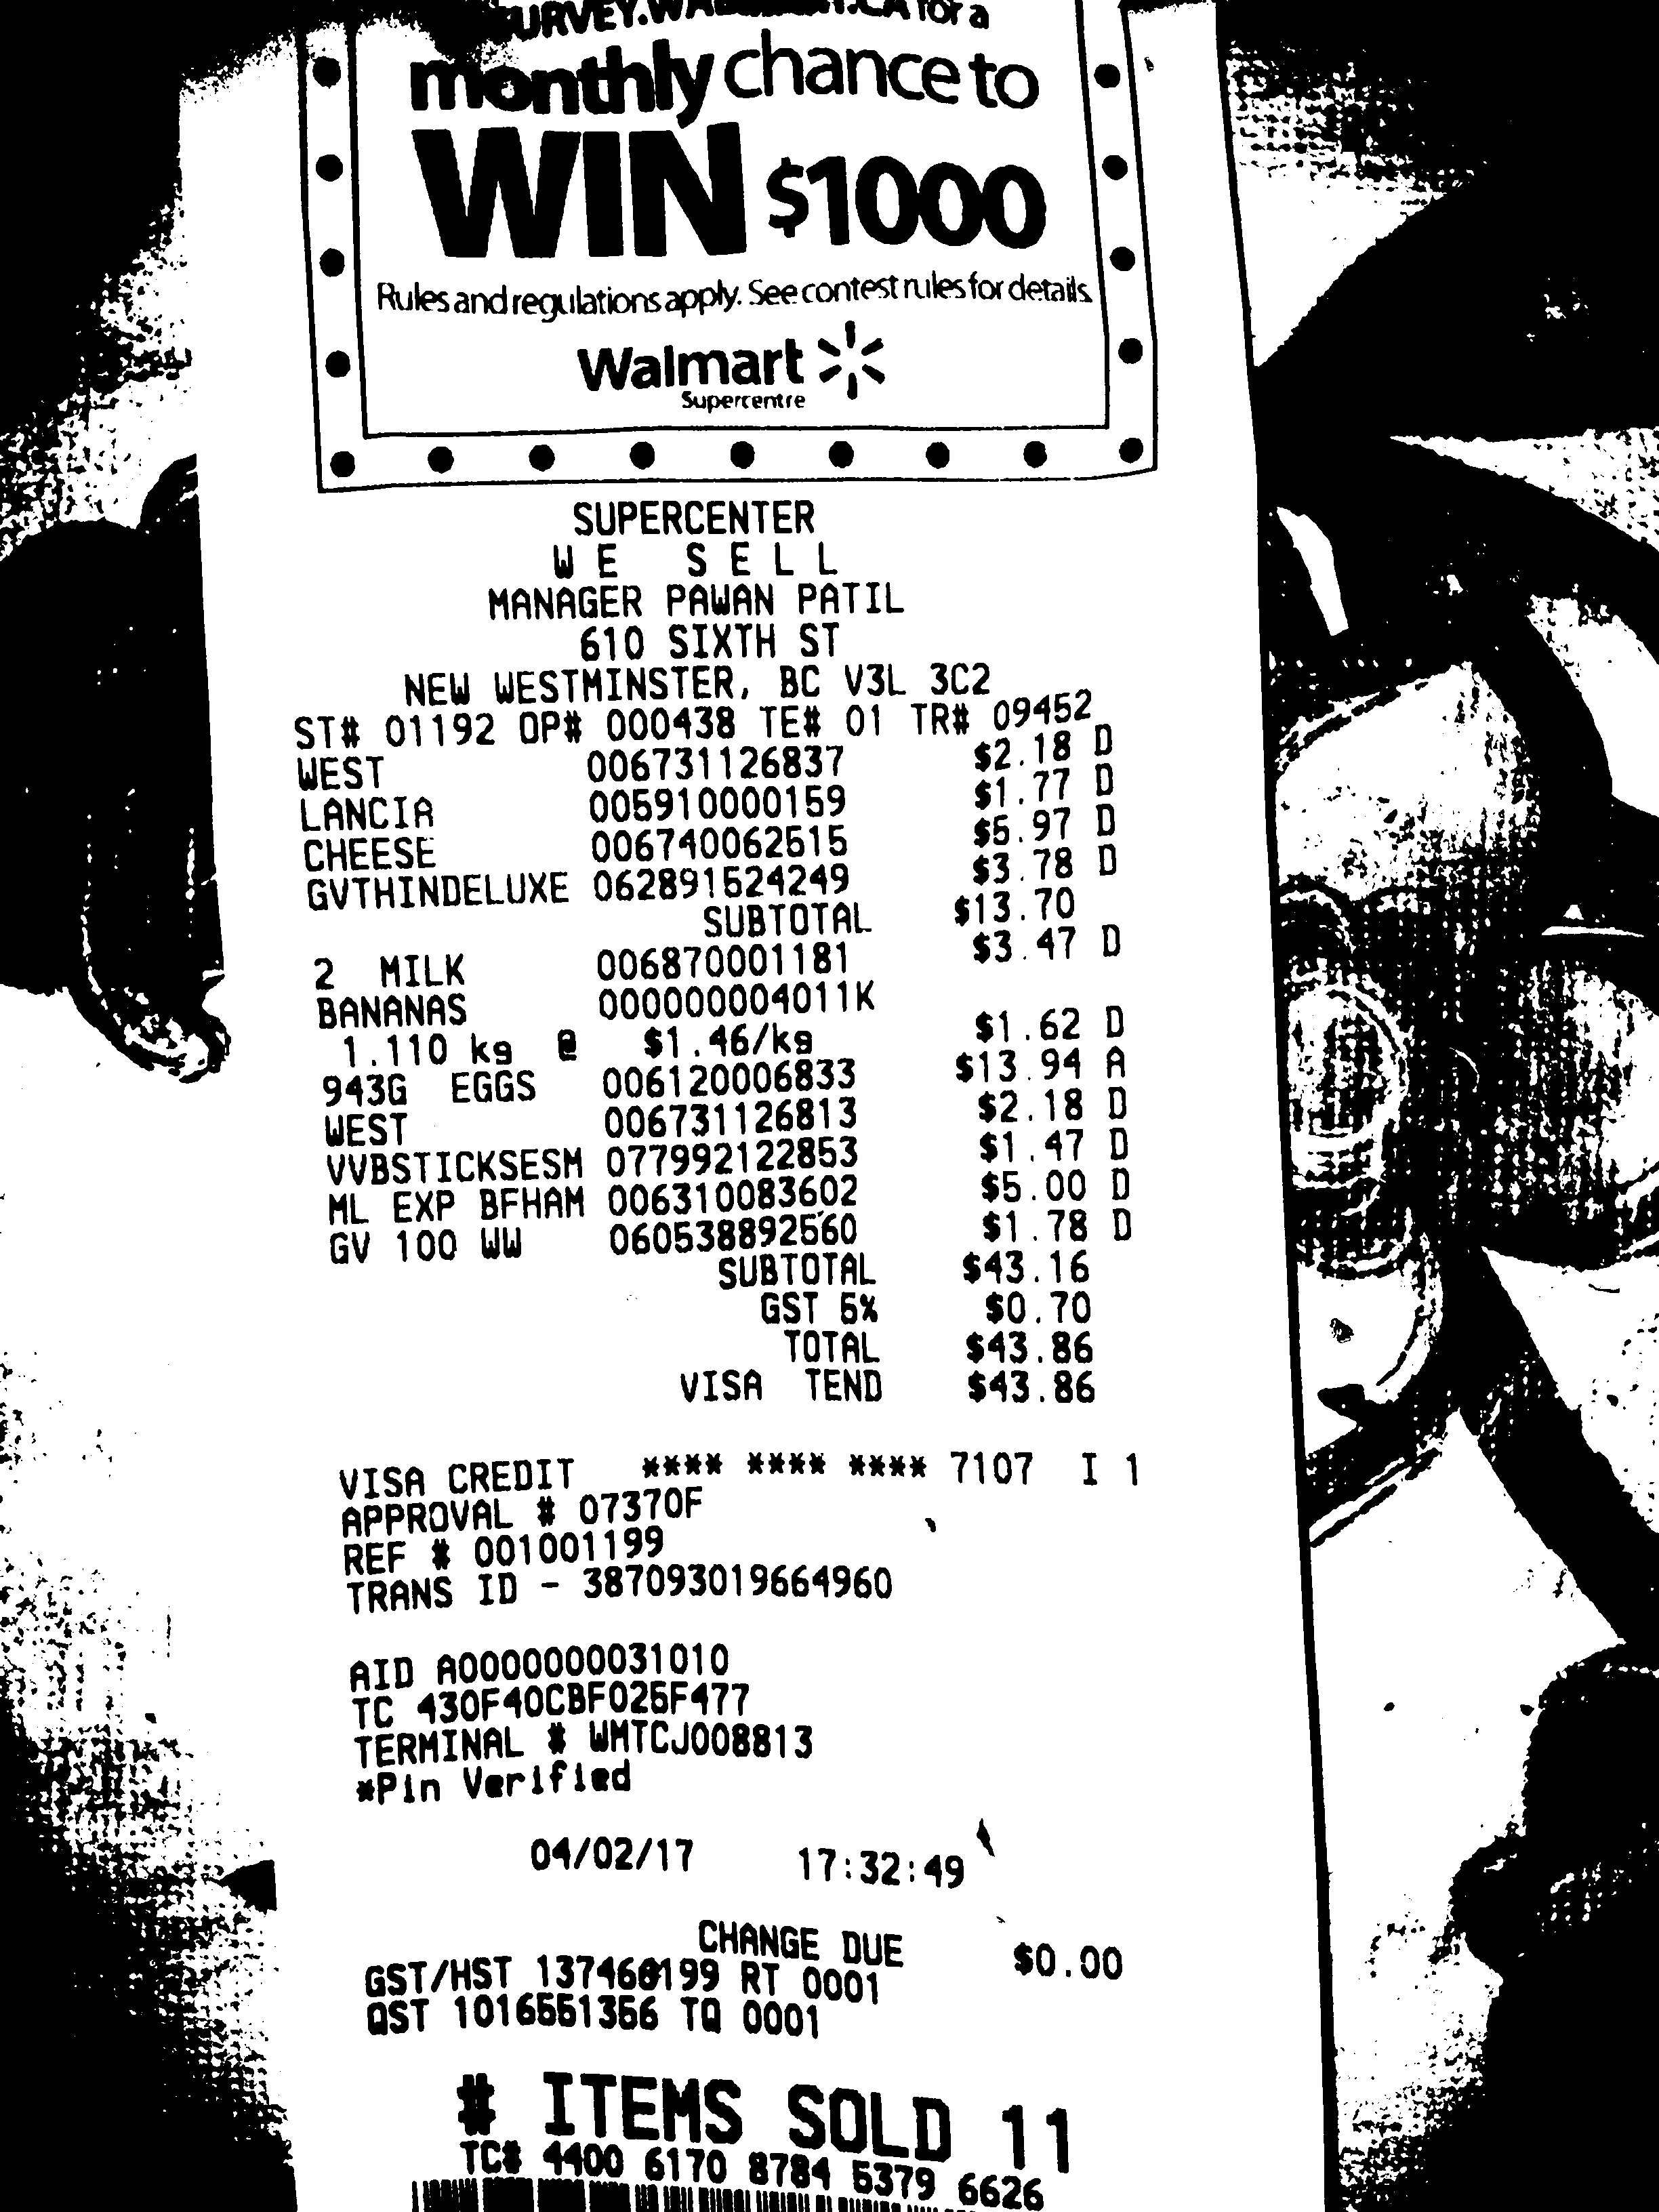 for a
monthly chance to
WIN $1000
Rules and regulations apply. See contest rules for details.
Walmart
Supercentre
SUPERCENTER
W E S E L L
MANAGER PAWAN PATIL
610 SIXTH ST
NEW WESTMINSTER, BC V3L 3C2
ST# 01192 OP# 000438 TE# 01 TR# 09452
WEST 006731126837 $2.18 D
LANCIA 005910000159 $1.77 D
CHEESE 006740062515 $5.97 D
GVTHINDELUXE 062891524249 $3.78 D
SUBTOTAL $13.70
2 MILK 006870001181 $3.47 D
BANANAS 000000004011K
1.110 kg @ $1.46/kg $1.62 D
943G EGGS 006120006833 $13.94 A
WEST 006731126813 $2.18 D
VVBSTICKSESM 077992122853 $1.47 D
ML EXP BFHAM 006310083602 $5.00 D
GV 100 WW 060538892560 $1.78 D
SUBTOTAL $43.16
GST 5% $0.70
TOTAL $43.86
VISA TEND $43.86
VISA CREDIT **** **** **** 7107 I 1
APPROVAL # 07370F
REF # 001001199
TRANS ID - 387093019664960
AID A0000000031010
TC 430F40CBF025F477
TERMINAL # WMTCJ008813
*Pin Verified
04/02/17 17:32:49
CHANGE DUE $0.00
GST/HST 137466199 RT 0001
QST 1016551356 TQ 0001
# ITEMS SOLD 11
TC# 4400 6170 8784 5379 6626